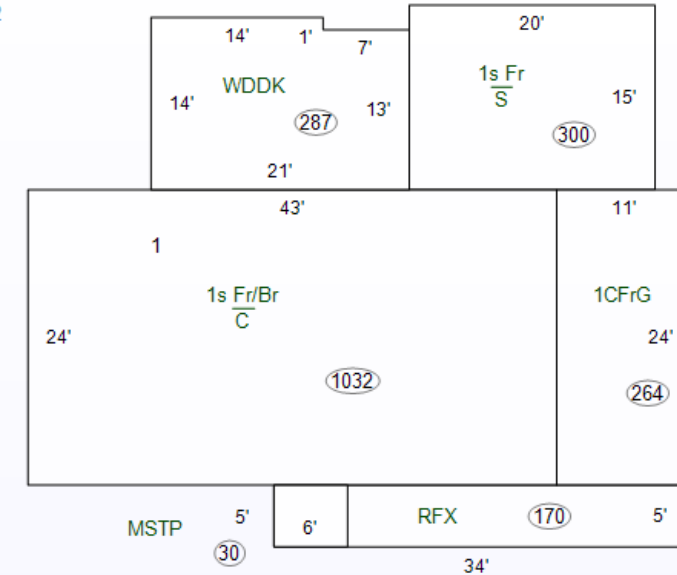 14' 1' 7' 20'
WDDK 1s Fr
S
14' 287 13' 15'
300
21'
43' 11'
1
1s Fr/Br 1CFrG
C
24' 24'
1032 264
MSTP 5' 6' RFX 170 5'
30
34'